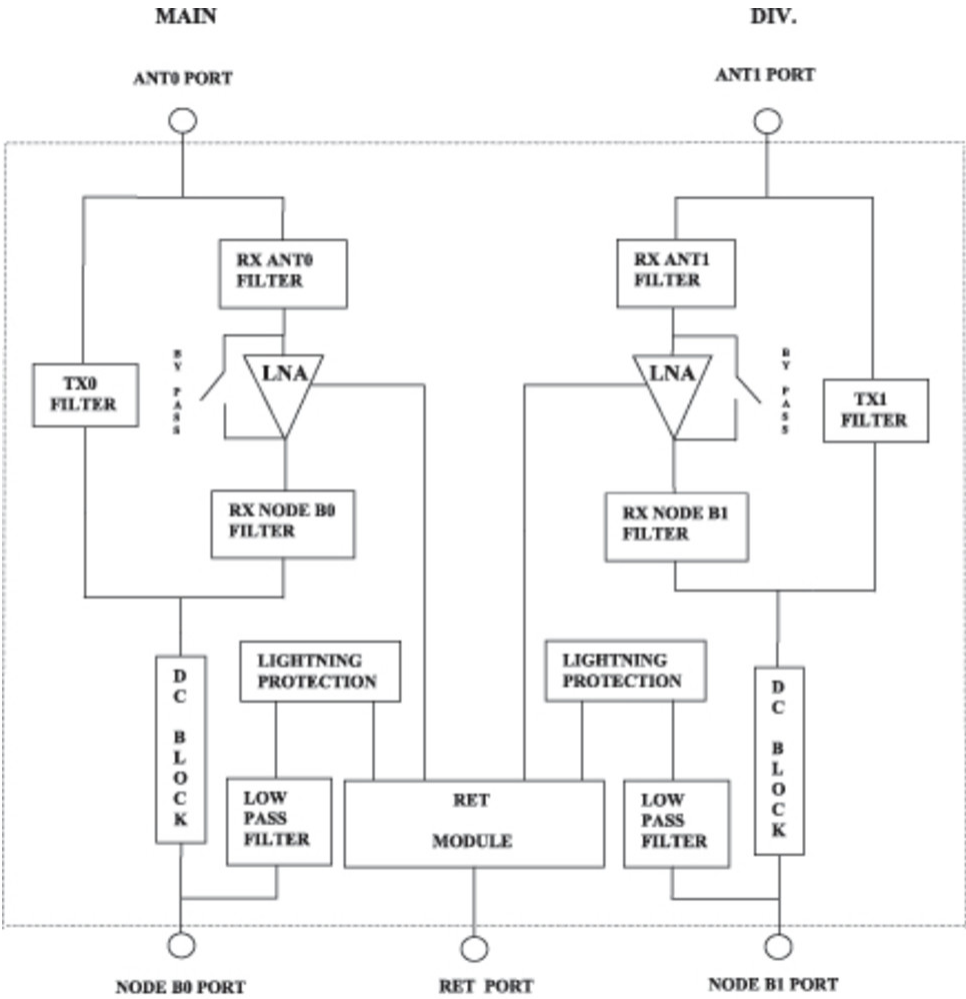 MAIN
DIV.
ANT0 PORT
ANT1 PORT
RX ANT0
FILTER
RX ANT1
FILTER
BY PASS
LNA
LNA
BY PASS
TX0
FILTER
TX1
FILTER
RX NODE B0
FILTER
RX NODE B1
FILTER
DC BLOCK
LIGHTNING
PROTECTION
LIGHTNING
PROTECTION
DC BLOCK
LOW
PASS
FILTER
RET
MODULE
LOW
PASS
FILTER
NODE B0 PORT
RET PORT
NODE B1 PORT